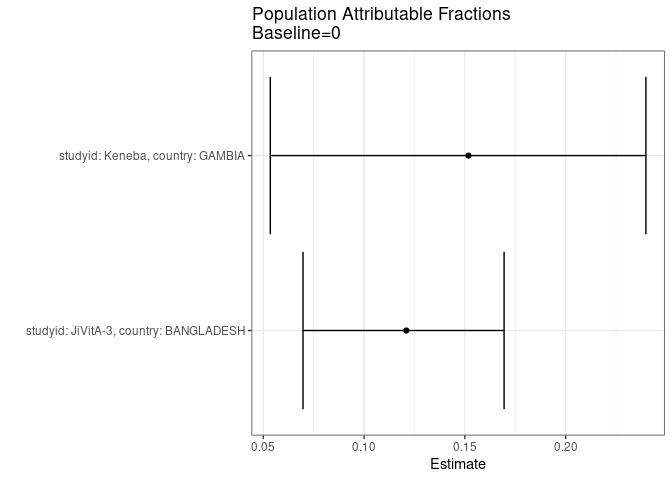 Population Attributable Fractions
Baseline=0
studyid: Keneba, country: GAMBIA
studyid: JiVitA-3, country: BANGLADESH
0.05 0.10 0.15 0.20
Estimate